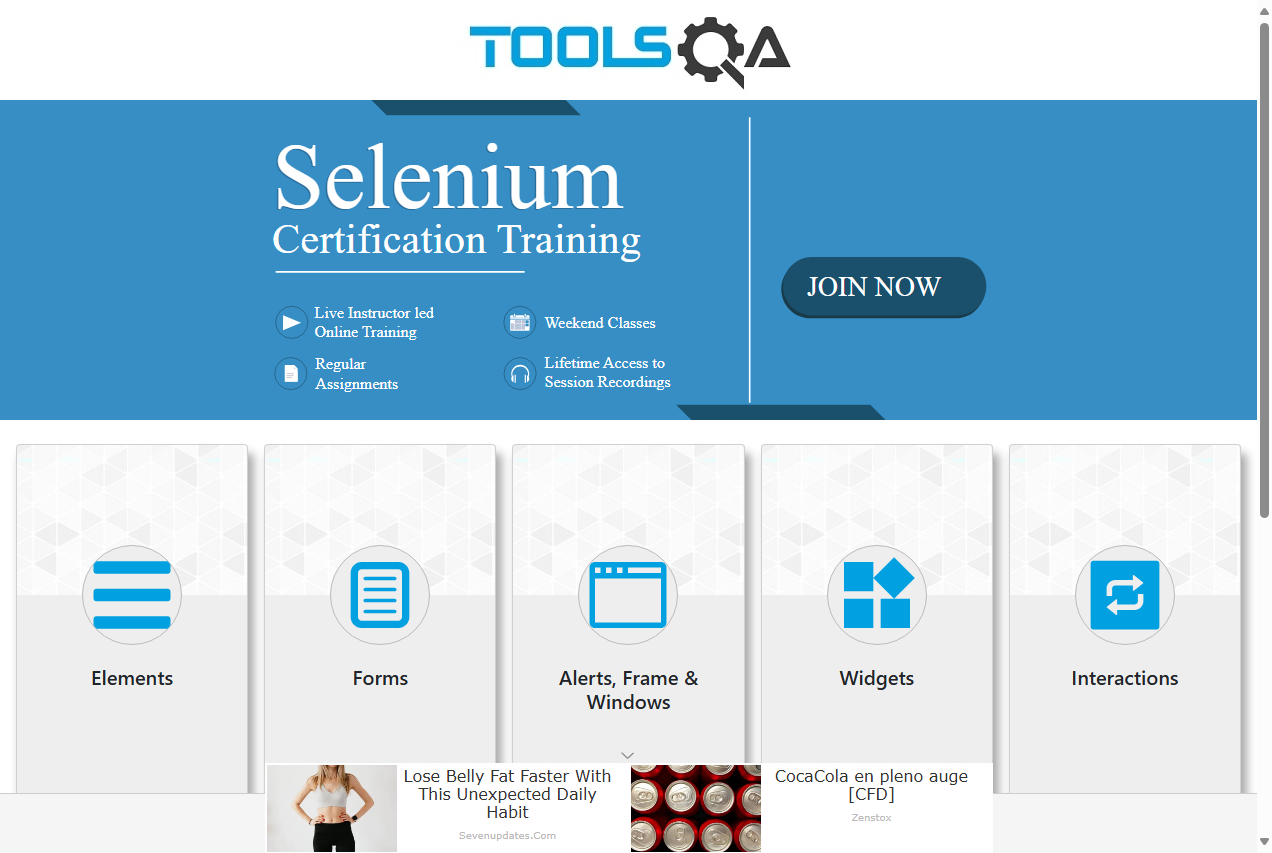 TOOLSQA
Selenium
Certification Training
JOIN NOW
Live Instructor led
Online Training
Weekend Classes
Regular
Assignments
Lifetime Access to
Session Recordings
Elements
Forms
Alerts, Frame &
Windows
Widgets
Interactions
Lose Belly Fat Faster With
This Unexpected Daily
Habit
Sevenupdates.Com
CocaCola en pleno auge
[CFD]
Zenstox